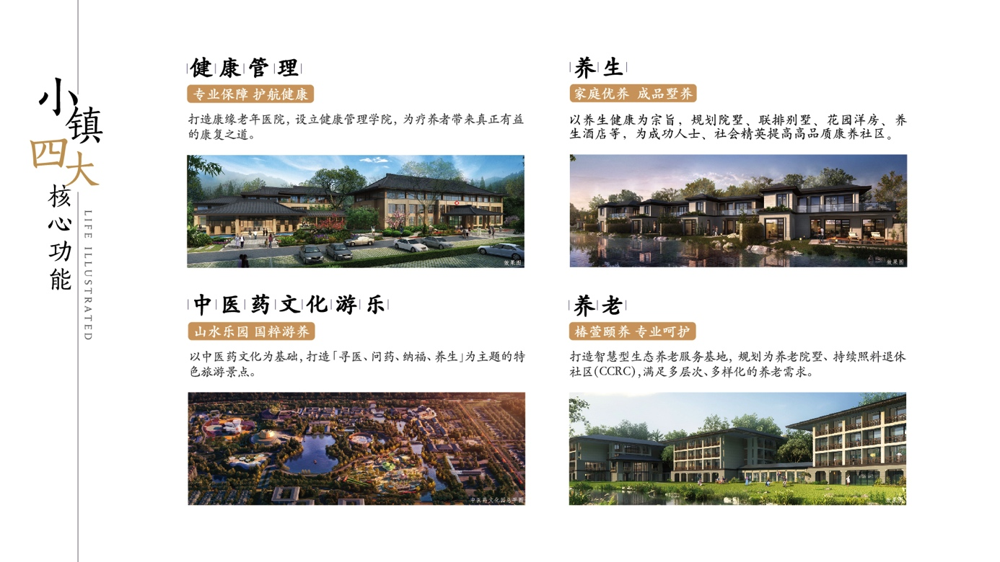 小镇
四大
核心功能
LIFE ILLUSTRATED
健康管理
专业保障 护航健康
打造康缘老年医院，设立健康管理学院，为疗养者带来真正有益
的康复之道。
效果图
养生
家庭优养 成品墅养
以养生健康为宗旨，规划院墅、联排别墅、花园洋房、养
生酒店等，为成功人士、社会精英提高高品质康养社区。
效果图
中医药文化游乐
山水乐园 国粹游养
以中医药文化为基础，打造「寻医、问药、纳福、养生」为主题的特
色旅游景点。
中医药文化园总平图
养老
椿萱颐养 专业呵护
打造智慧型生态养老服务基地，规划为养老院墅、持续照料退休
社区(CCRC)，满足多层次、多样化的养老需求。
效果图